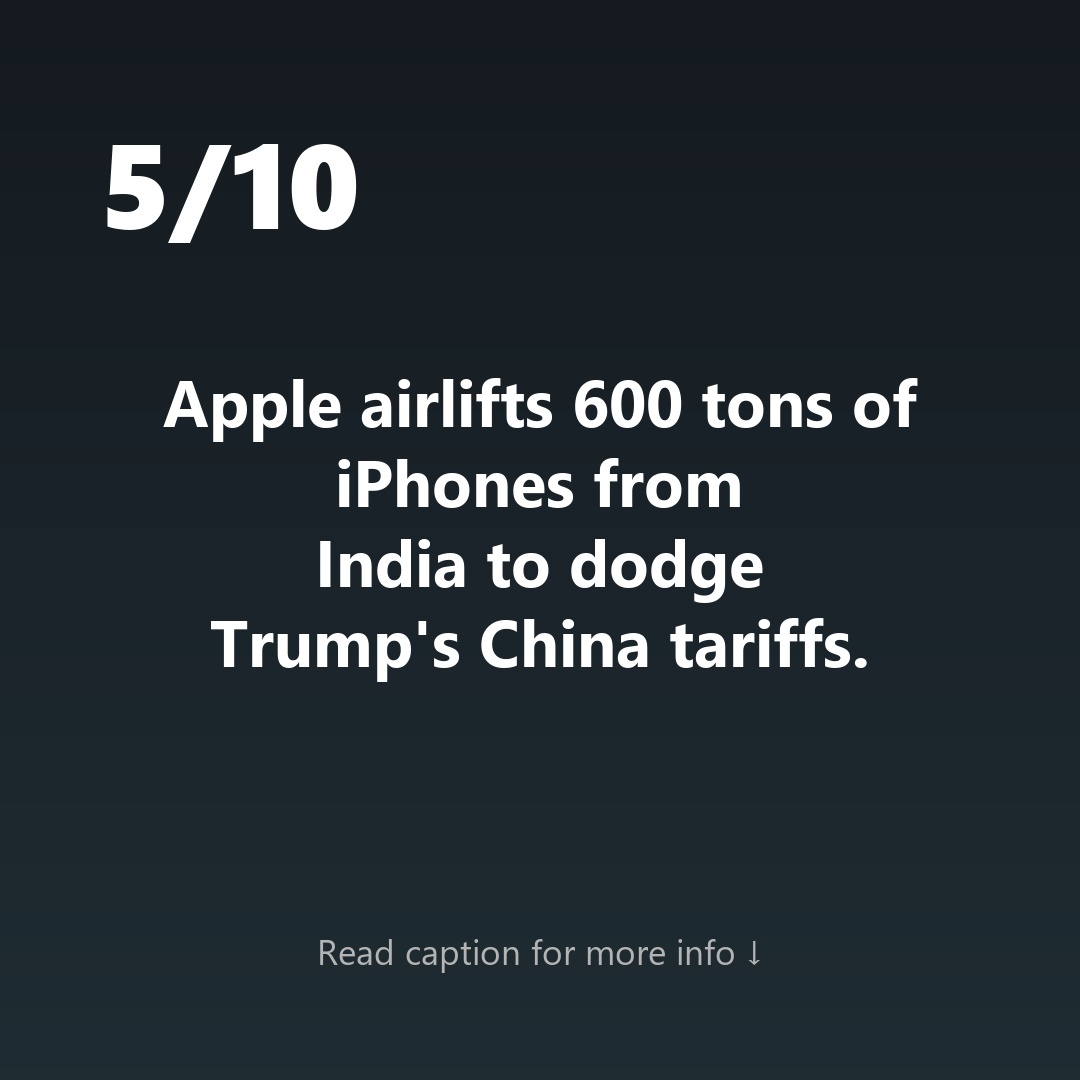 5/10
Apple airlifts 600 tons of
iPhones from
India to dodge
Trump's China tariffs.
Read caption for more info ↓